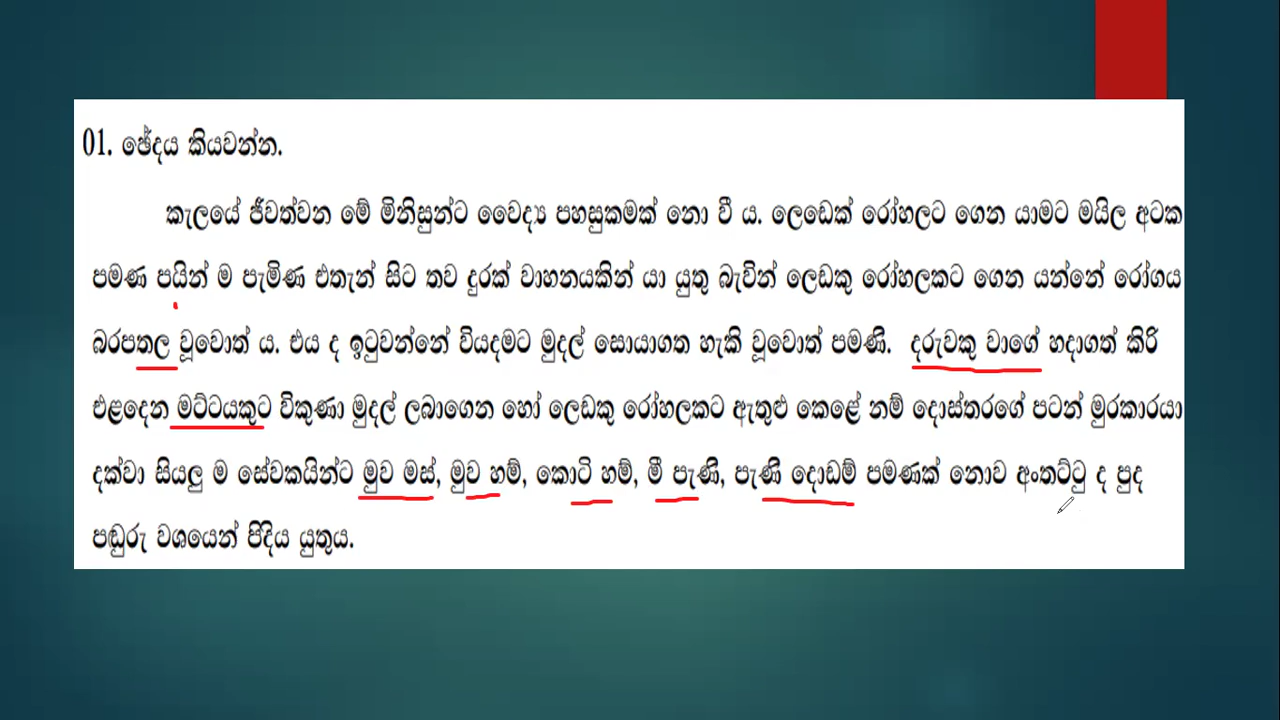 01. ඡේදය කියවන්න.
කැලයේ ජීවත්වන මේ මිනිසුන්ට වෛද්‍ය පහසුකමක් නො වී ය. ලෙඩෙක් රෝහලට ගෙන යාමට මයිල අටක
පමණ පයින් ම පැමිණ එතැන් සිට තව දුරක් වාහනයකින් යා යුතු බැවින් ලෙඩකු රෝහලකට ගෙන යන්නේ රෝගය
බරපතල වූවොත් ය. එය ද ඉටුවන්නේ වියදමට මුදල් සොයාගත හැකි වූවොත් පමණි. දරුවකු වාගේ හදාගත් කිරි
එළදෙන මට්ටයකුට විකුණා මුදල් ලබාගෙන හෝ ලෙඩකු රෝහලකට ඇතුළු කෙළේ නම් දොස්තරගේ පටන් මුරකාරයා
දක්වා සියලු ම සේවකයින්ට මුව මස්, මුව හම්, කොටි හම්, මී පැණි, පැණි දොඩම් පමණක් නොව අංතට්ටු ද පුද
පඬුරු වශයෙන් පිදිය යුතුය.